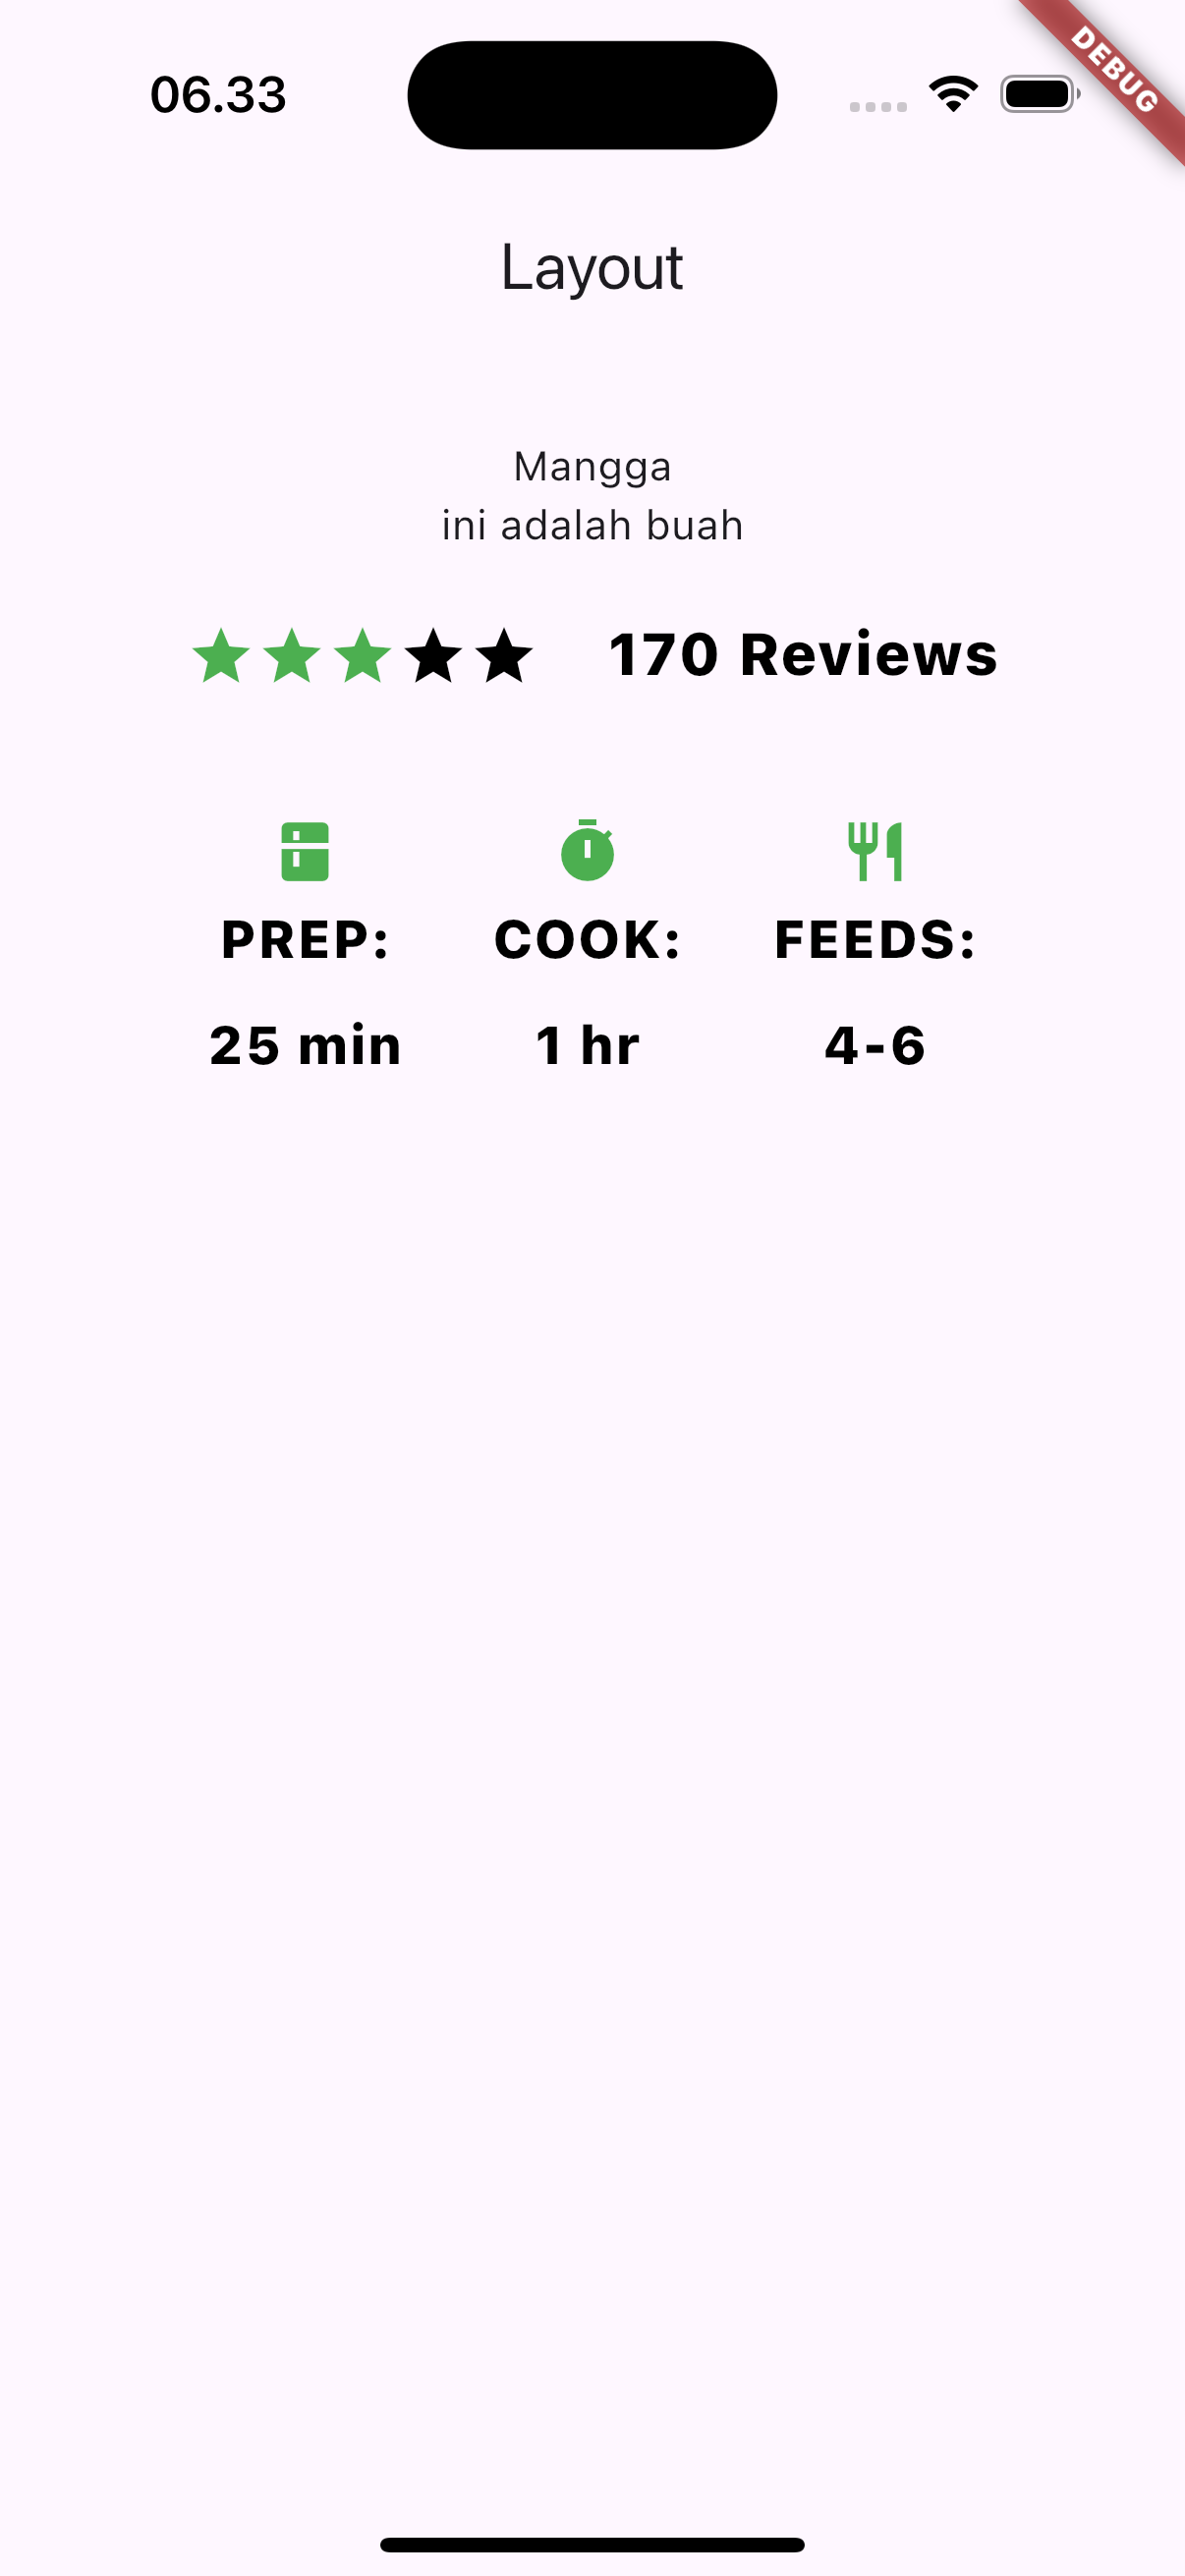 06.33
DEBUG
Layout
Mangga
ini adalah buah
170 Reviews
PREP: COOK: FEEDS:
25 min 1 hr 4-6